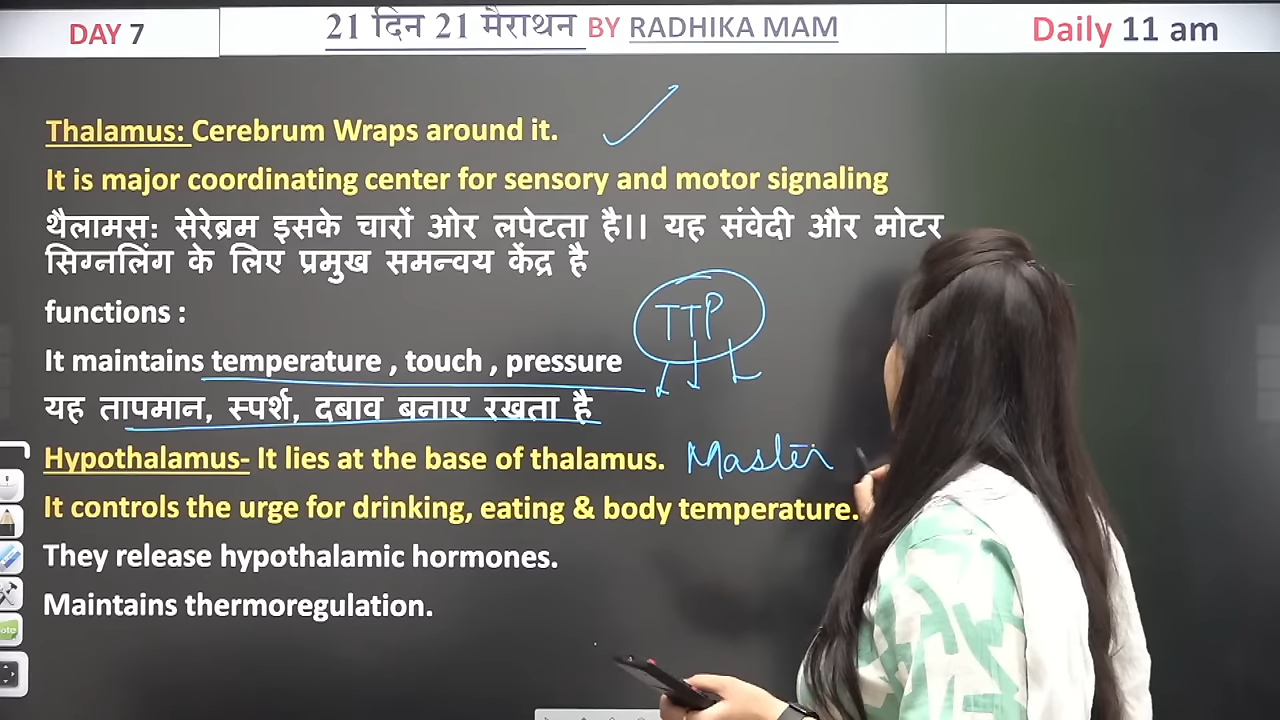 DAY 7
21 दिन 21 मैराथन BY RADHIKA MAM
Daily 11 am
Thalamus: Cerebrum Wraps around it.
It is major coordinating center for sensory and motor signaling
थैलामस: सेरेब्रम इसके चारों ओर लपेटता है।। यह संवेदी और मोटर
सिग्नलिंग के लिए प्रमुख समन्वय केंद्र है
functions :
TTP
It maintains temperature , touch , pressure
यह तापमान, स्पर्श, दबाव बनाए रखता है
Hypothalamus- It lies at the base of thalamus. Master
It controls the urge for drinking, eating & body temperature.
They release hypothalamic hormones.
Maintains thermoregulation.